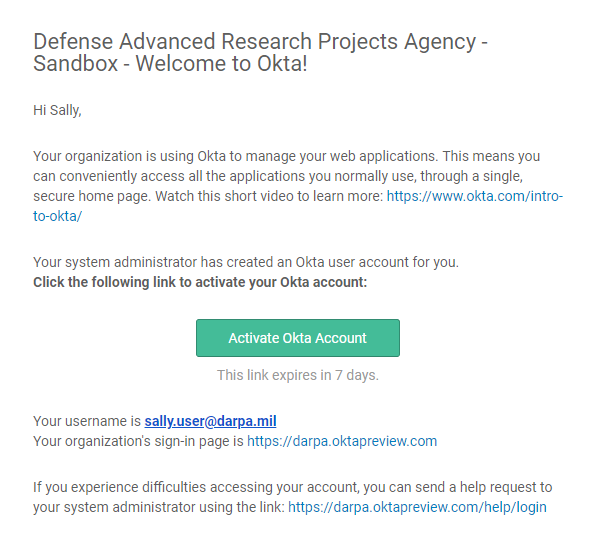 Defense Advanced Research Projects Agency -
Sandbox - Welcome to Okta!
Hi Sally,
Your organization is using Okta to manage your web applications. This means you
can conveniently access all the applications you normally use, through a single,
secure home page. Watch this short video to learn more: https://www.okta.com/intro-
to-okta/
Your system administrator has created an Okta user account for you.
Click the following link to activate your Okta account:
Activate Okta Account
This link expires in 7 days.
Your username is sally.user@darpa.mil
Your organization's sign-in page is https://darpa.oktapreview.com
If you experience difficulties accessing your account, you can send a help request to
your system administrator using the link: https://darpa.oktapreview.com/help/login